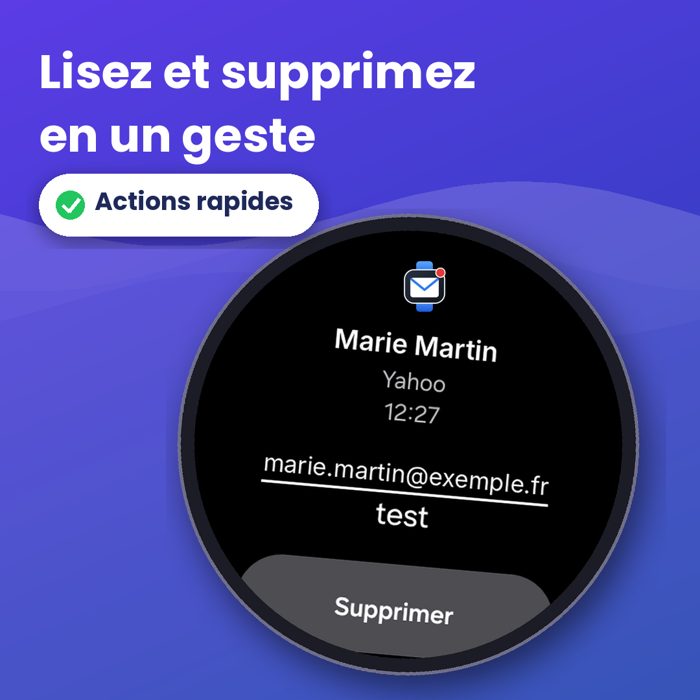 Lisez et supprimez
en un geste
Actions rapides
Marie Martin
Yahoo
12:27
marie.martin@exemple.fr
test
Supprimer